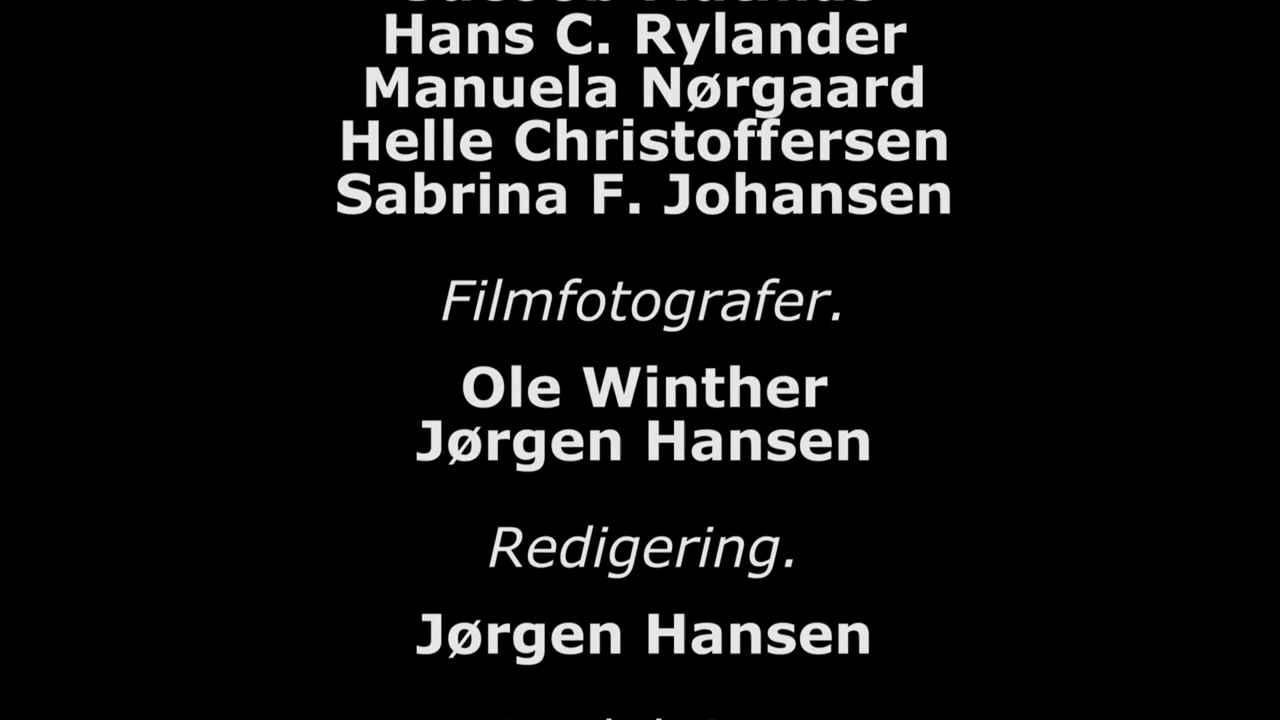 Hans C. Rylander
Manuela Nørgaard
Helle Christoffersen
Sabrina F. Johansen
Filmfotografer.
Ole Winther
Jørgen Hansen
Redigering.
Jørgen Hansen